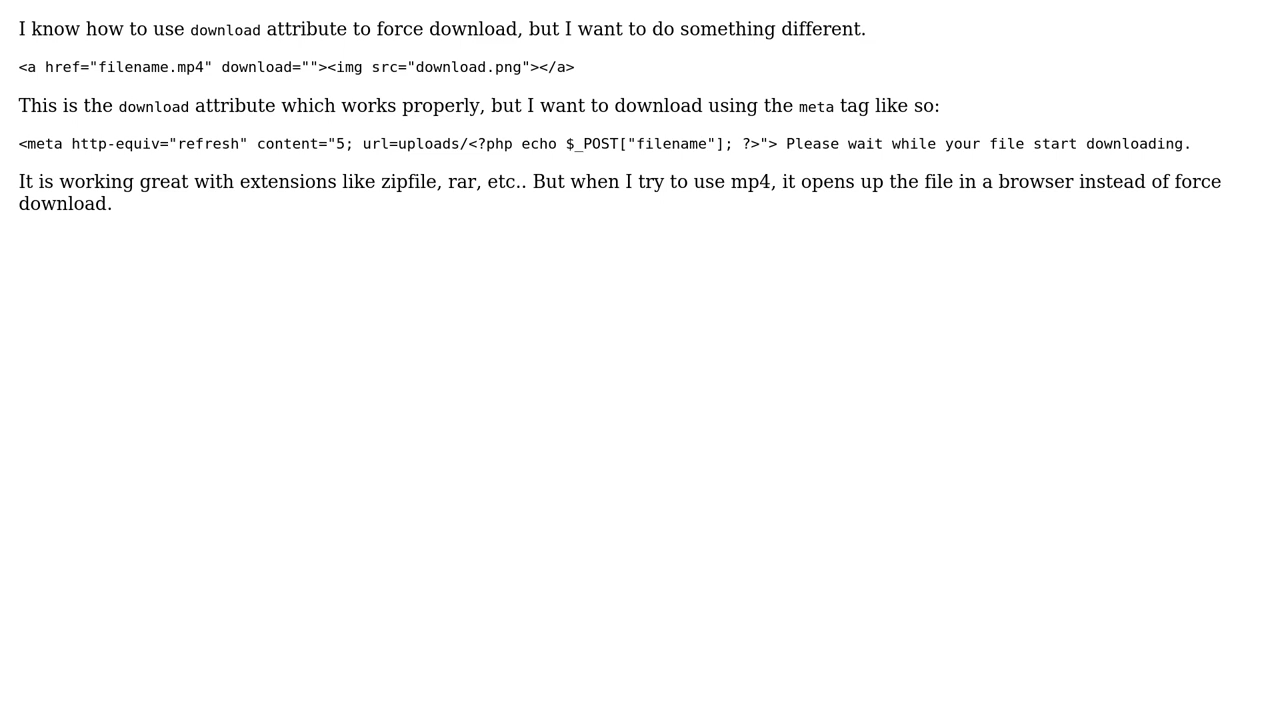 I know how to use download attribute to force download, but I want to do something different.
<a href="filename.mp4" download=""><img src="download.png"></a>
This is the download attribute which works properly, but I want to download using the meta tag like so:
<meta http-equiv="refresh" content="5; url=uploads/<?php echo $_POST["filename"]; ?>"> Please wait while your file start downloading.
It is working great with extensions like zipfile, rar, etc.. But when I try to use mp4, it opens up the file in a browser instead of force
download.